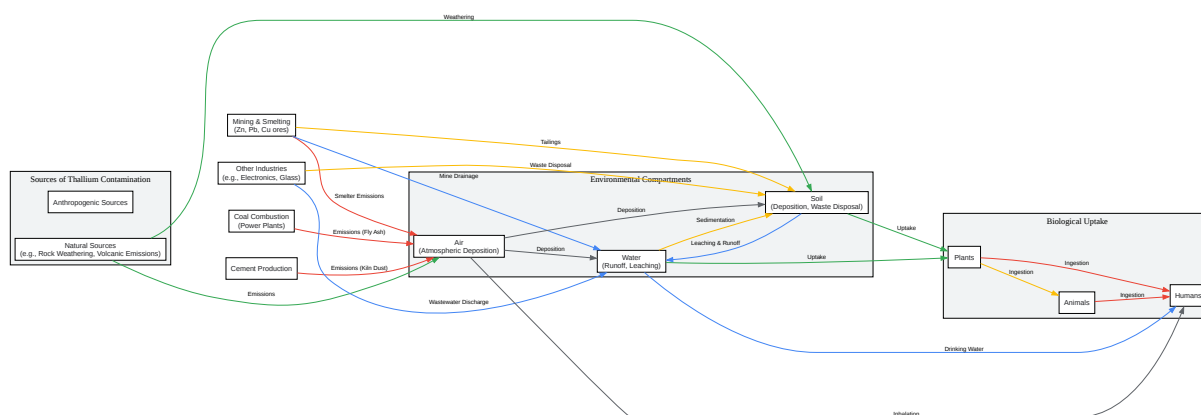 Weathering
Mining & Smelting
(Zn, Pb, Cu ores)
Tailings
Other Industries
(e.g., Electronics, Glass)
Waste Disposal
Mine Drainage
Sources of Thallium Contamination
Environmental Compartments
Anthropogenic Sources
Smelter Emissions
Soil
(Deposition, Waste Disposal)
Deposition
Sedimentation
Coal Combustion
(Power Plants)
Emissions (Fly Ash)
Biological Uptake
Uptake
Natural Sources
(e.g., Rock Weathering, Volcanic Emissions)
Air
(Atmospheric Deposition)
Deposition
Leaching & Runoff
Water
(Runoff, Leaching)
Uptake
Plants
Ingestion
Cement Production
Emissions (Kiln Dust)
Ingestion
Emissions
Wastewater Discharge
Animals
Ingestion
Humans
Drinking Water
Inhalation